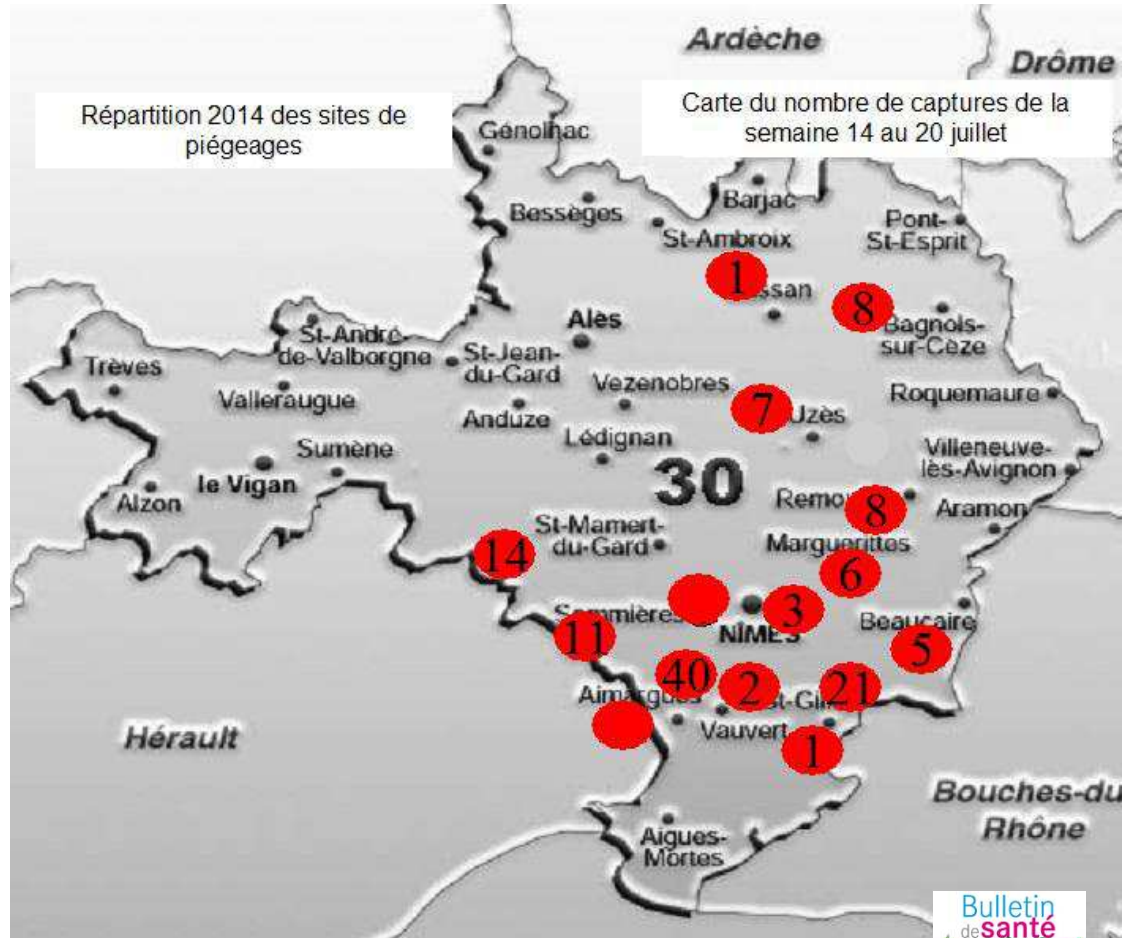 Ardèche
Drôme
Répartition 2014 des sites de
piégeages
Carte du nombre de captures de la
semaine 14 au 20 juillet
Génolhac
Barjac
Bessèges
Pont-
St-Esprit
St-Ambroix
1
8
Bagnols-
sur-Cèze
Alès
St-André-
de-Valborgne
St-Jean-
du-Gard
Trèves
Valleraugue
Vezenobres
Roquemaure
Anduze
7
Uzès
Lédignan
Sumène
Villeneuve-
lès-Avignon
le Vigan
30
Alzon
8
Aramon
St-Mamert-
du-Gard
Marguerittes
14
6
3
Sommières
NÎMES
Beaucaire
11
5
40
2
21
Aimargues
Vauvert
1
Hérault
Bouches-du
Rhône
Aigues-
Mortes
Bulletin
de santé